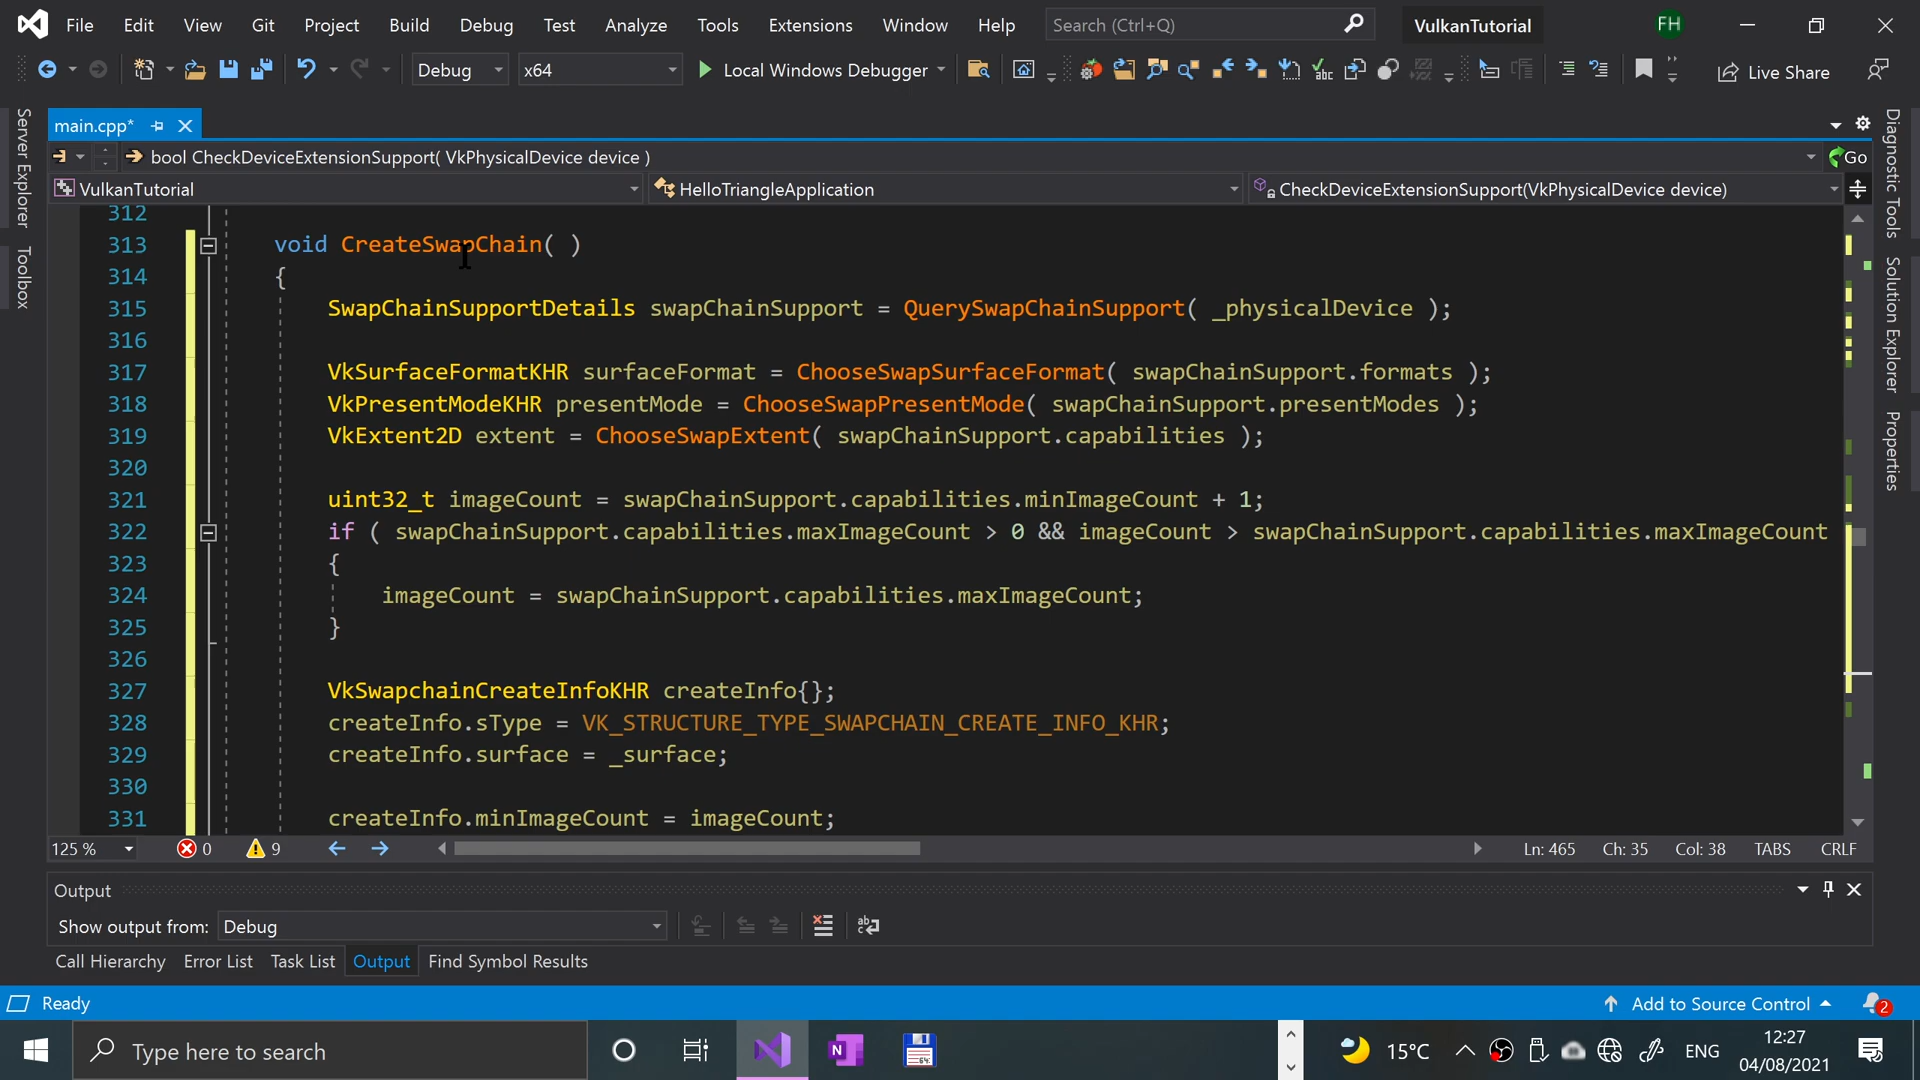 File Edit View Git Project Build Debug Test Analyze Tools Extensions Window Help Search (Ctrl+Q) VulkanTutorial FH
Debug x64 Local Windows Debugger Live Share
main.cpp*
bool CheckDeviceExtensionSupport( VkPhysicalDevice device ) Go
VulkanTutorial HelloTriangleApplication CheckDeviceExtensionSupport(VkPhysicalDevice device)
Server Explorer
Toolbox
312
313 void CreateSwapChain( )
314 {
315 SwapChainSupportDetails swapChainSupport = QuerySwapChainSupport( _physicalDevice );
316
317 VkSurfaceFormatKHR surfaceFormat = ChooseSwapSurfaceFormat( swapChainSupport.formats );
318 VkPresentModeKHR presentMode = ChooseSwapPresentMode( swapChainSupport.presentModes );
319 VkExtent2D extent = ChooseSwapExtent( swapChainSupport.capabilities );
320
321 uint32_t imageCount = swapChainSupport.capabilities.minImageCount + 1;
322 if ( swapChainSupport.capabilities.maxImageCount > 0 && imageCount > swapChainSupport.capabilities.maxImageCount
323 {
324 imageCount = swapChainSupport.capabilities.maxImageCount;
325 }
326
327 VkSwapchainCreateInfoKHR createInfo{};
328 createInfo.sType = VK_STRUCTURE_TYPE_SWAPCHAIN_CREATE_INFO_KHR;
329 createInfo.surface = _surface;
330
331 createInfo.minImageCount = imageCount;
Diagnostic Tools
Solution Explorer
Properties
125 % 0 9 Ln: 465 Ch: 35 Col: 38 TABS CRLF
Output
Show output from: Debug
Call Hierarchy Error List Task List Output Find Symbol Results
Ready Add to Source Control 2
Type here to search N 64 15°C ENG 12:27
04/08/2021